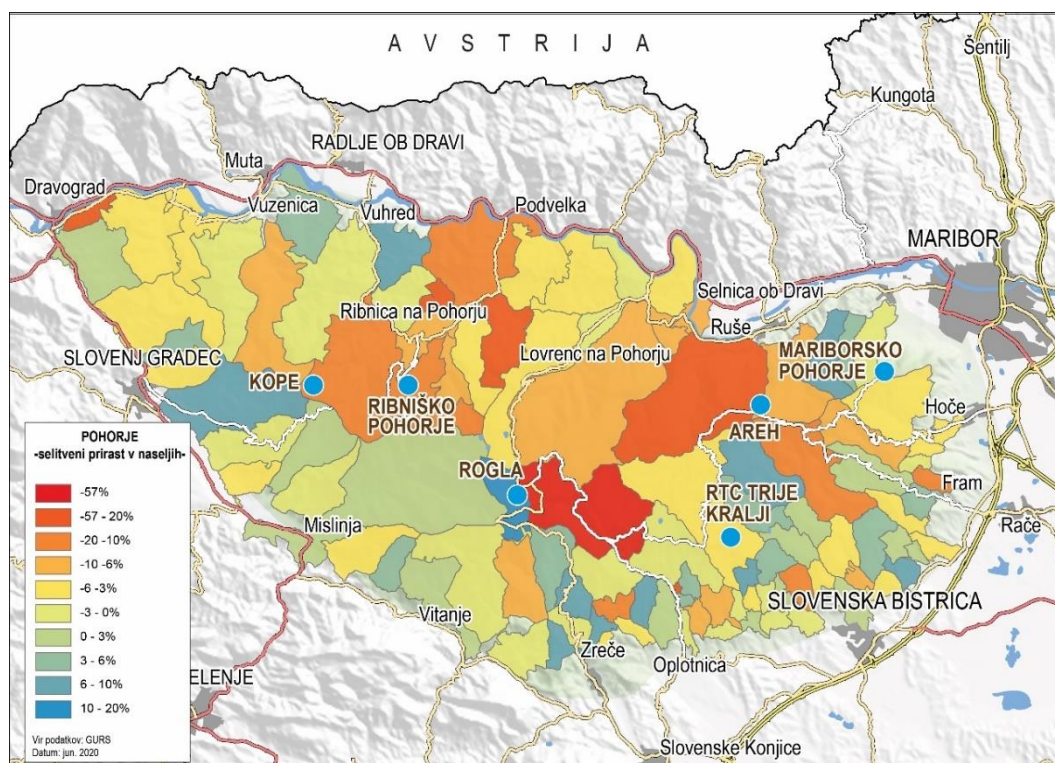 AVSTRIJA
Šentilj
Kungota
RADLJE OB DRAVI
Muta
Dravograd
Vuzenica
Vuhred
Podvelka
MARIBOR
Selnica ob Dravi
Ribnica na Pohorju
Ruše
Lovrenc na Pohorju
MARIBORSKO
POHORJE
SLOVENJ GRADEC
KOPE
RIBNIŠKO
POHORJE
Hoče
AREH
ROGLA
RTC TRIJE
KRALJI
Fram
Rače
Mislinja
SLOVENSKA BISTRICA
Vitanje
Zreče
Oplotnica
ELENJE
Slovenske Konjice
POHORJE
-selitveni prirast v naseljih-
-57%
-57 - 20%
-20 - 10%
-10 - 6%
-6 - 3%
-3 - 0%
0 - 3%
3 - 6%
6 - 10%
10 - 20%
Vir podatkov: GURS
Datum: jun. 2020